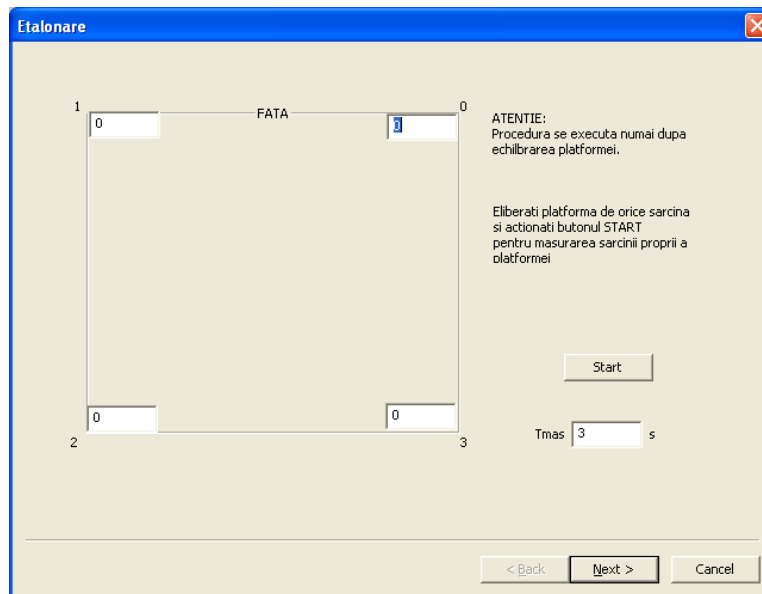 Etalonare
1
FATA
0
0
0
ATENTIE:
Procedura se executa numai dupa
echilbrarea platformei.
Eliberati platforma de orice sarcina
si actionati butonul START
pentru masurarea sarcinii proprii a
platformei
Start
0
0
2
3
Tmas 3 s
< Back
Next >
Cancel